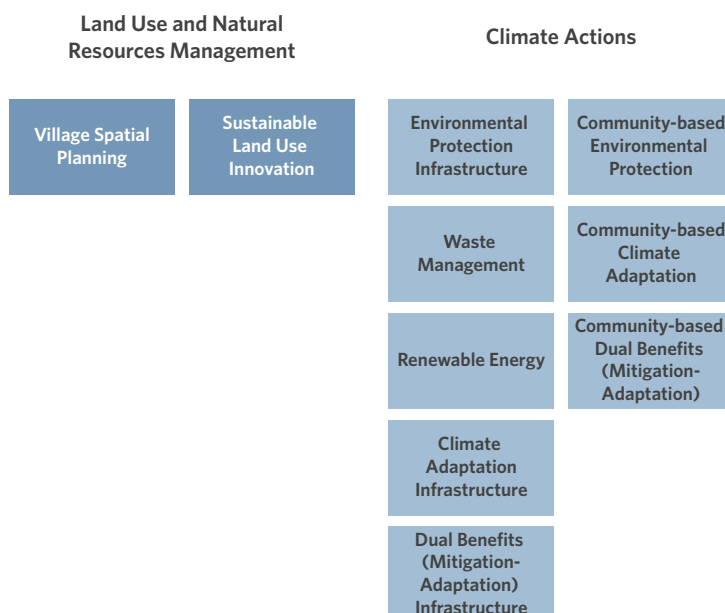 Land Use and Natural
Resources Management
Climate Actions
Village Spatial
Planning
Sustainable
Land Use
Innovation
Environmental
Protection
Infrastructure
Community-based
Environmental
Protection
Waste
Management
Community-based
Climate
Adaptation
Renewable Energy
Community-based
Dual Benefits
(Mitigation-
Adaptation)
Climate
Adaptation
Infrastructure
Dual Benefits
(Mitigation-
Adaptation)
Infrastructure